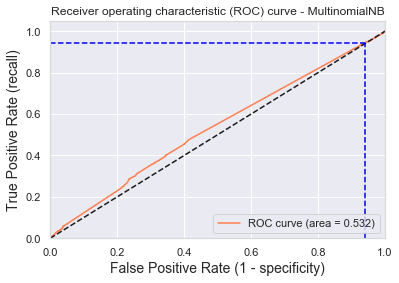 Receiver operating characteristic (ROC) curve - MultinomialNB
True Positive Rate (recall)
1.0
0.8
0.6
0.4
0.2
0.0
ROC curve (area = 0.532)
0.0 0.2 0.4 0.6 0.8 1.0
False Positive Rate (1 - specificity)